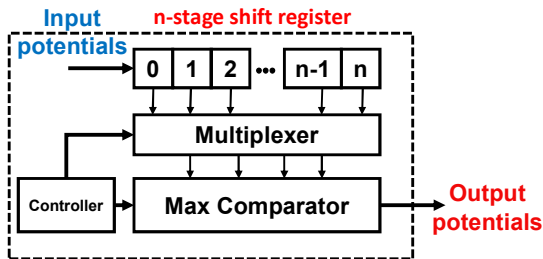 Input potentials
n-stage shift register
0 1 2 ••• n-1 n
Multiplexer
Controller
Max Comparator
Output potentials